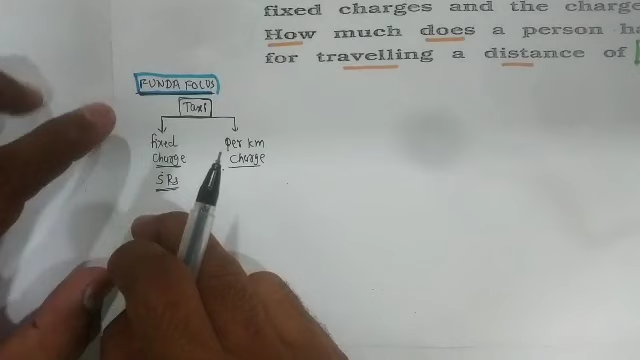 fixed charges and the charge
How much does a person ha
for travelling a distance of
FUNDA FOLUS
Taxi
fixed per km
charge charge
5 Rs